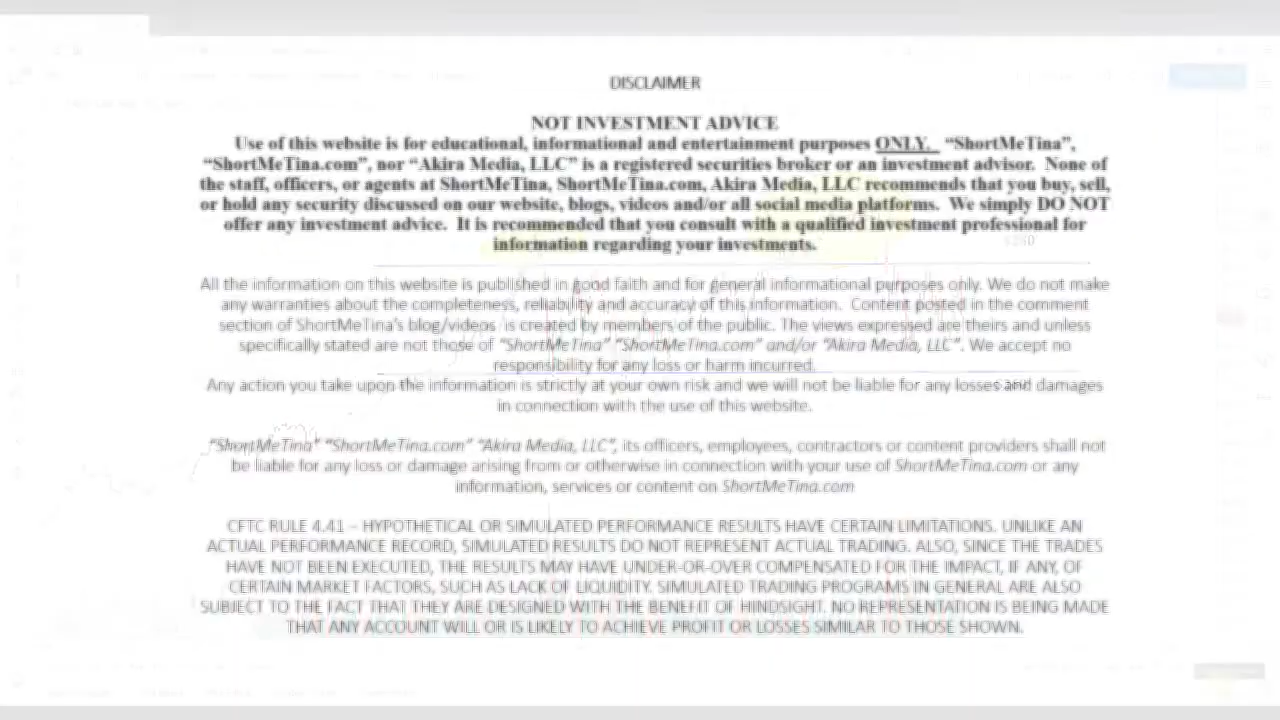 DISCLAIMER
NOT INVESTMENT ADVICE
Use of this website is for educational, informational and entertainment purposes ONLY. “ShortMeTina”,
“ShortMeTina.com”, nor “Akira Media, LLC” is a registered securities broker or an investment advisor. None of
the staff, officers, or agents at ShortMeTina, ShortMeTina.com, Akira Media, LLC recommends that you buy, sell,
or hold any security discussed on our website, blogs, videos and/or all social media platforms. We simply DO NOT
offer any investment advice. It is recommended that you consult with a qualified investment professional for
information regarding your investments.
All the information on this website is published in good faith and for general informational purposes only. We do not make
any warranties about the completeness, reliability and accuracy of this information. Content posted in the comment
section of ShortMeTina’s blog/videos is created by members of the public. The views expressed are theirs and unless
specifically stated are not those of “ShortMeTina” “ShortMeTina.com” and/or “Akira Media, LLC”. We accept no
responsibility for any loss or harm incurred.
Any action you take upon the information is strictly at your own risk and we will not be liable for any losses and damages
in connection with the use of this website.
“ShortMeTina” “ShortMeTina.com” “Akira Media, LLC”, its officers, employees, contractors or content providers shall not
be liable for any loss or damage arising from or otherwise in connection with your use of ShortMeTina.com or any
information, services or content on ShortMeTina.com
CFTC RULE 4.41 – HYPOTHETICAL OR SIMULATED PERFORMANCE RESULTS HAVE CERTAIN LIMITATIONS. UNLIKE AN
ACTUAL PERFORMANCE RECORD, SIMULATED RESULTS DO NOT REPRESENT ACTUAL TRADING. ALSO, SINCE THE TRADES
HAVE NOT BEEN EXECUTED, THE RESULTS MAY HAVE UNDER-OR-OVER COMPENSATED FOR THE IMPACT, IF ANY, OF
CERTAIN MARKET FACTORS, SUCH AS LACK OF LIQUIDITY. SIMULATED TRADING PROGRAMS IN GENERAL ARE ALSO
SUBJECT TO THE FACT THAT THEY ARE DESIGNED WITH THE BENEFIT OF HINDSIGHT. NO REPRESENTATION IS BEING MADE
THAT ANY ACCOUNT WILL OR IS LIKELY TO ACHIEVE PROFIT OR LOSSES SIMILAR TO THOSE SHOWN.